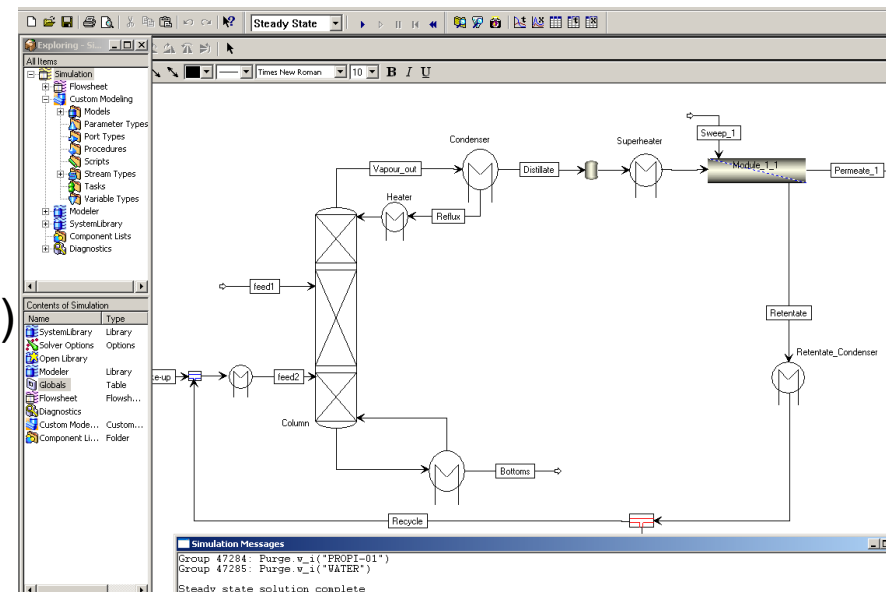 Steady State
Exploring - Si...
All Items
Simulation
Flowsheet
Custom Modeling
Models
Parameter Types
Port Types
Procedures
Scripts
Stream Types
Tasks
Variable Types
Modeler
SystemLibrary
Component Lists
Diagnostics
Times New Roman 10 B I U
Condenser
Superheater
Sweep_1
Vapour_out
Distillate
Module_1_1
Permeate_1
Heater
Reflux
feed1
)
Retentate
Retentate_Condenser
ke-up
feed2
Column
Bottoms
Recycle
Contents of Simulation
Name Type
SystemLibrary Library
Solver Options Options
Open Library
Modeler Library
Globals Table
Flowsheet Flowsh...
Diagnostics
Custom Mode... Custom...
Component Li... Folder
Simulation Messages
Group 47284: Purge.w_i("PROPI-01")
Group 47285: Purge.w_i("WATER")
Steady state solution complete